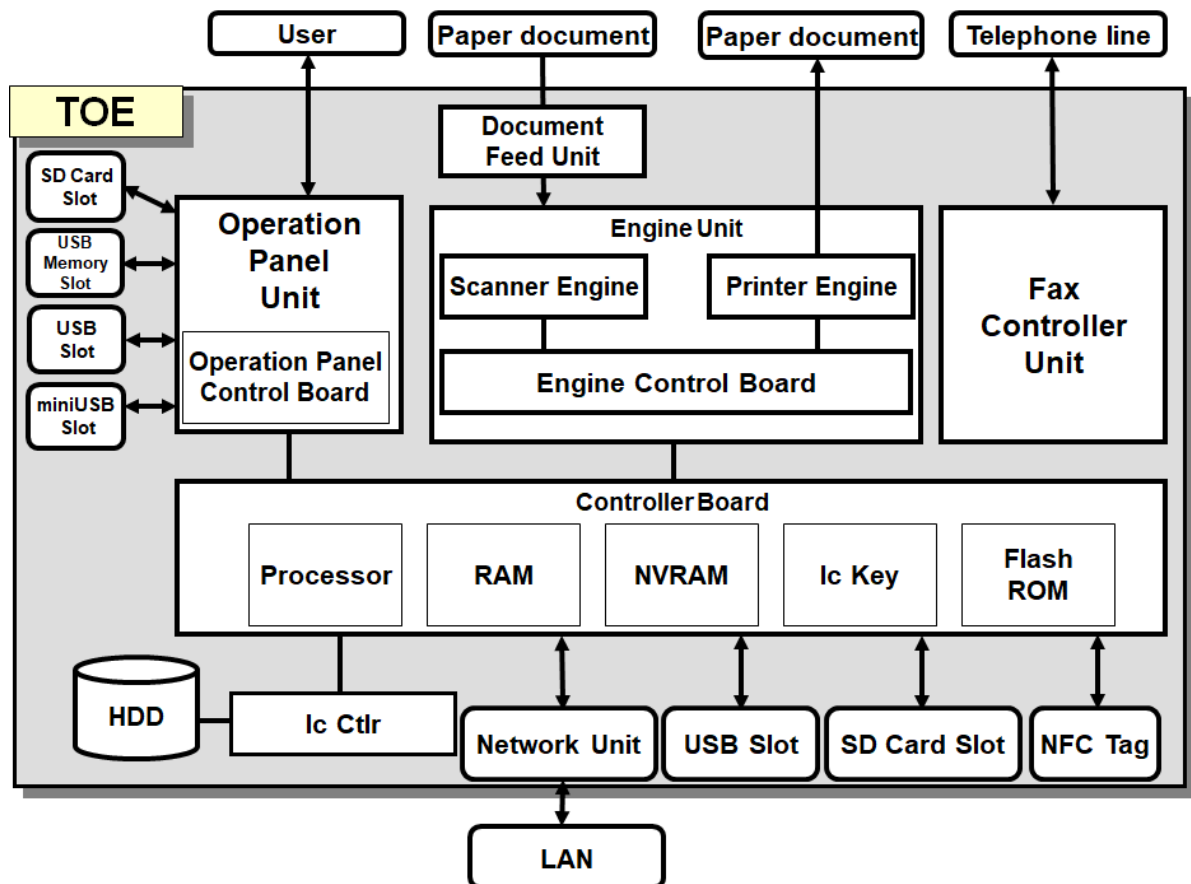 User
Paper document
Paper document
Telephone line
TOE
Document
Feed Unit
SD Card
Slot
USB
Memory
Slot
USB
Slot
miniUSB
Slot
Operation
Panel
Unit
Operation Panel
Control Board
Engine Unit
Scanner Engine
Printer Engine
Engine Control Board
Fax
Controller
Unit
Controller Board
Processor
RAM
NVRAM
Ic Key
Flash
ROM
HDD
Ic Ctlr
Network Unit
USB Slot
SD Card Slot
NFC Tag
LAN